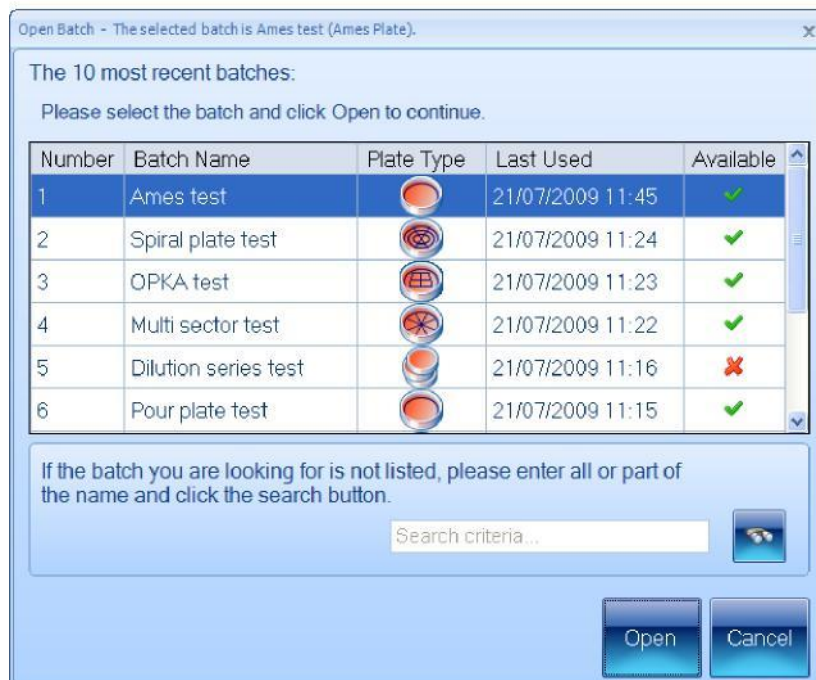 Open Batch - The selected batch is Ames test (Ames Plate).
The 10 most recent batches:
Please select the batch and click Open to continue.
Number Batch Name Plate Type Last Used Available
1 Ames test 21/07/2009 11:45
2 Spiral plate test 21/07/2009 11:24
3 OPKA test 21/07/2009 11:23
4 Multi sector test 21/07/2009 11:22
5 Dilution series test 21/07/2009 11:16
6 Pour plate test 21/07/2009 11:15
If the batch you are looking for is not listed, please enter all or part of
the name and click the search button.
Search criteria...
Open Cancel